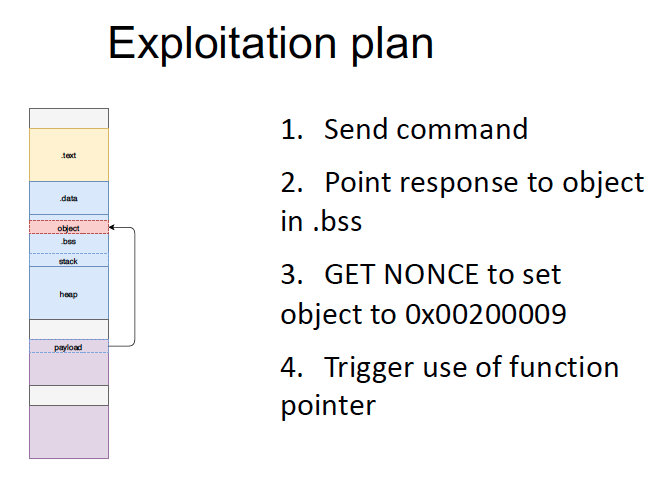 Exploitation plan
.text
.data
object
.bss
stack
heap
payload
1. Send command
2. Point response to object
in .bss
3. GET NONCE to set
object to 0x00200009
4. Trigger use of function
pointer